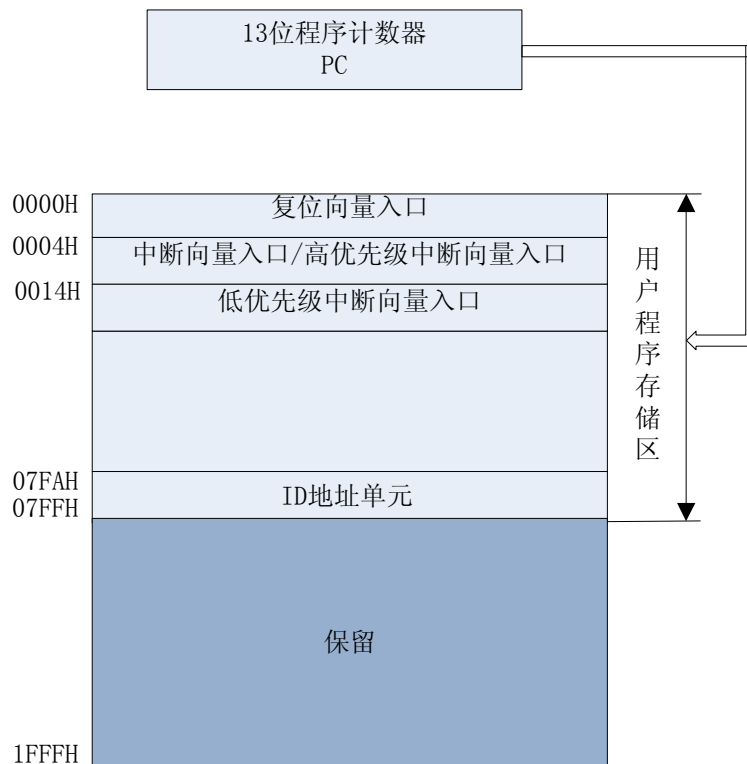 13位程序计数器
PC
0000H
复位向量入口
0004H
中断向量入口/高优先级中断向量入口
0014H
低优先级中断向量入口
用户程序存储区
07FAH
07FFH
ID地址单元
保留
1FFFH